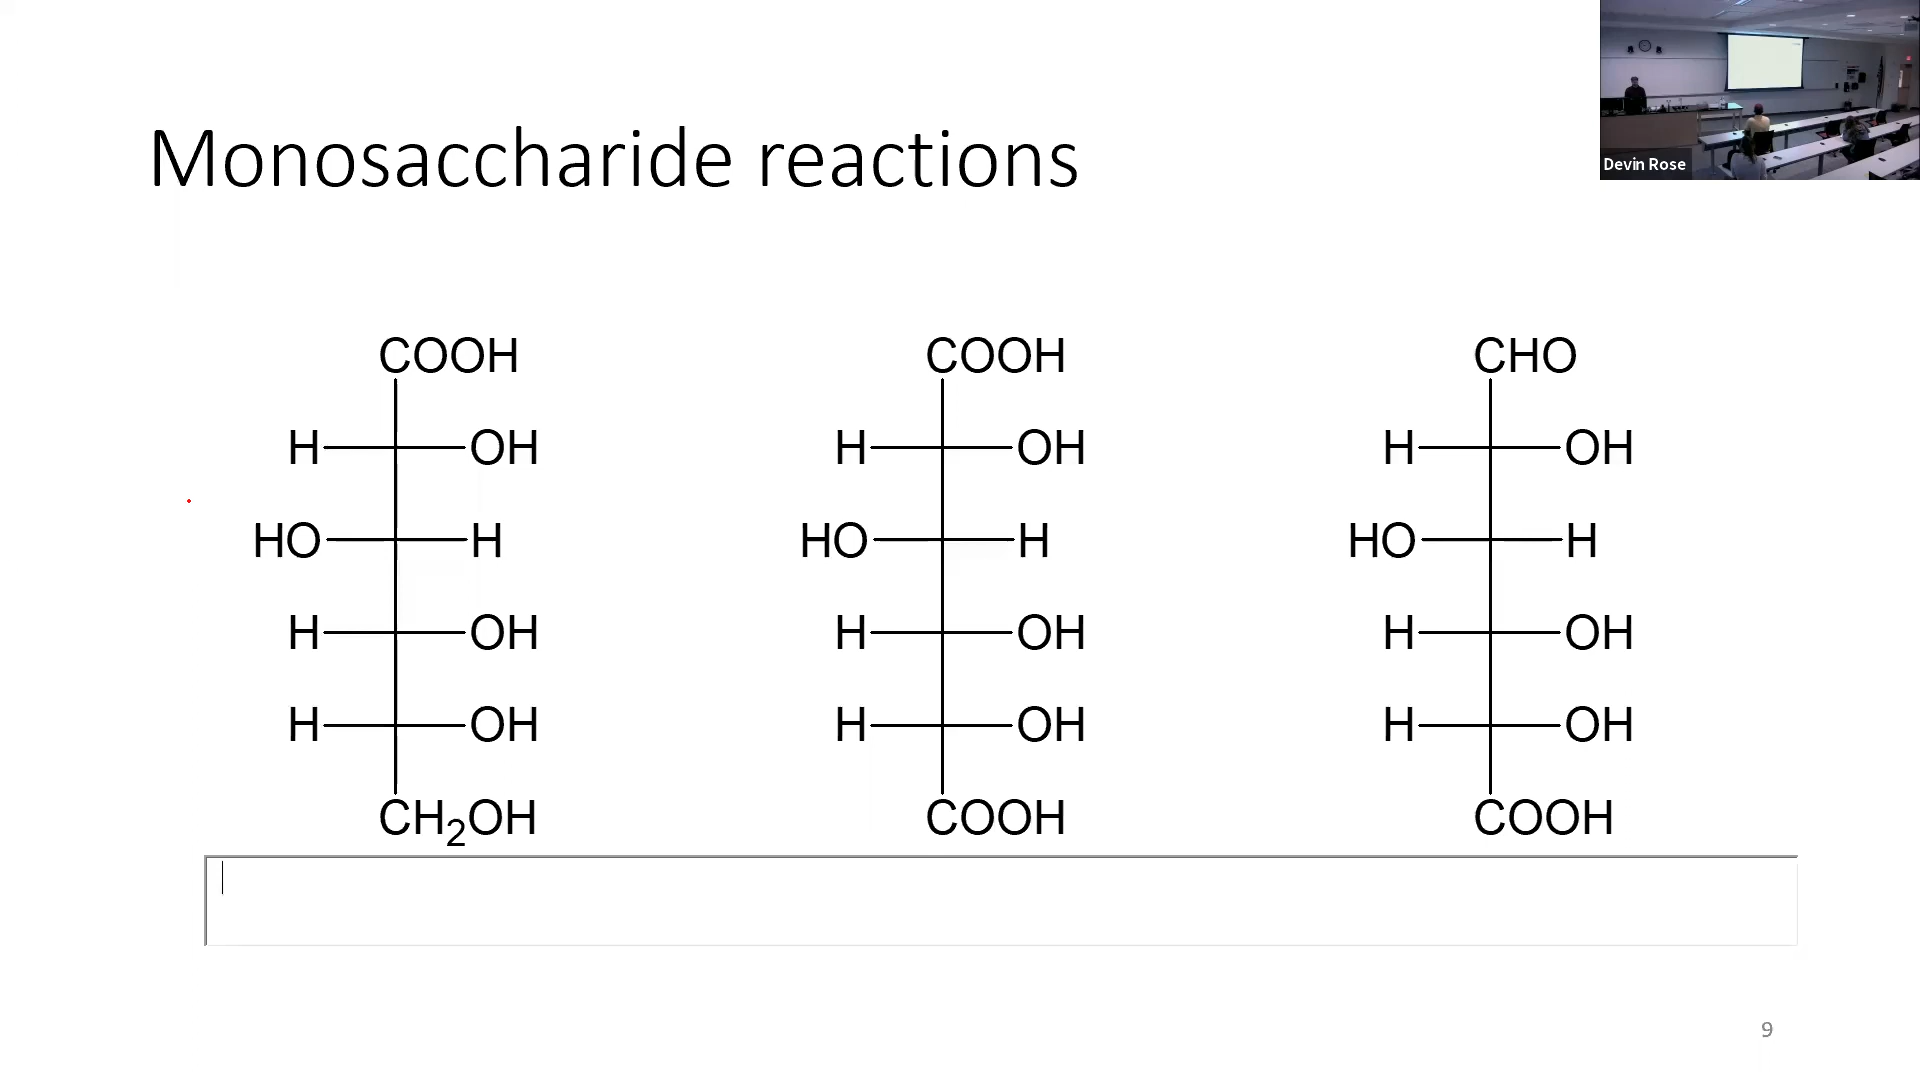 Devin Rose
Monosaccharide reactions
COOH COOH CHO
H OH H OH H OH
HO H HO H HO H
H OH H OH H OH
H OH H OH H OH
CH₂OH COOH COOH
9